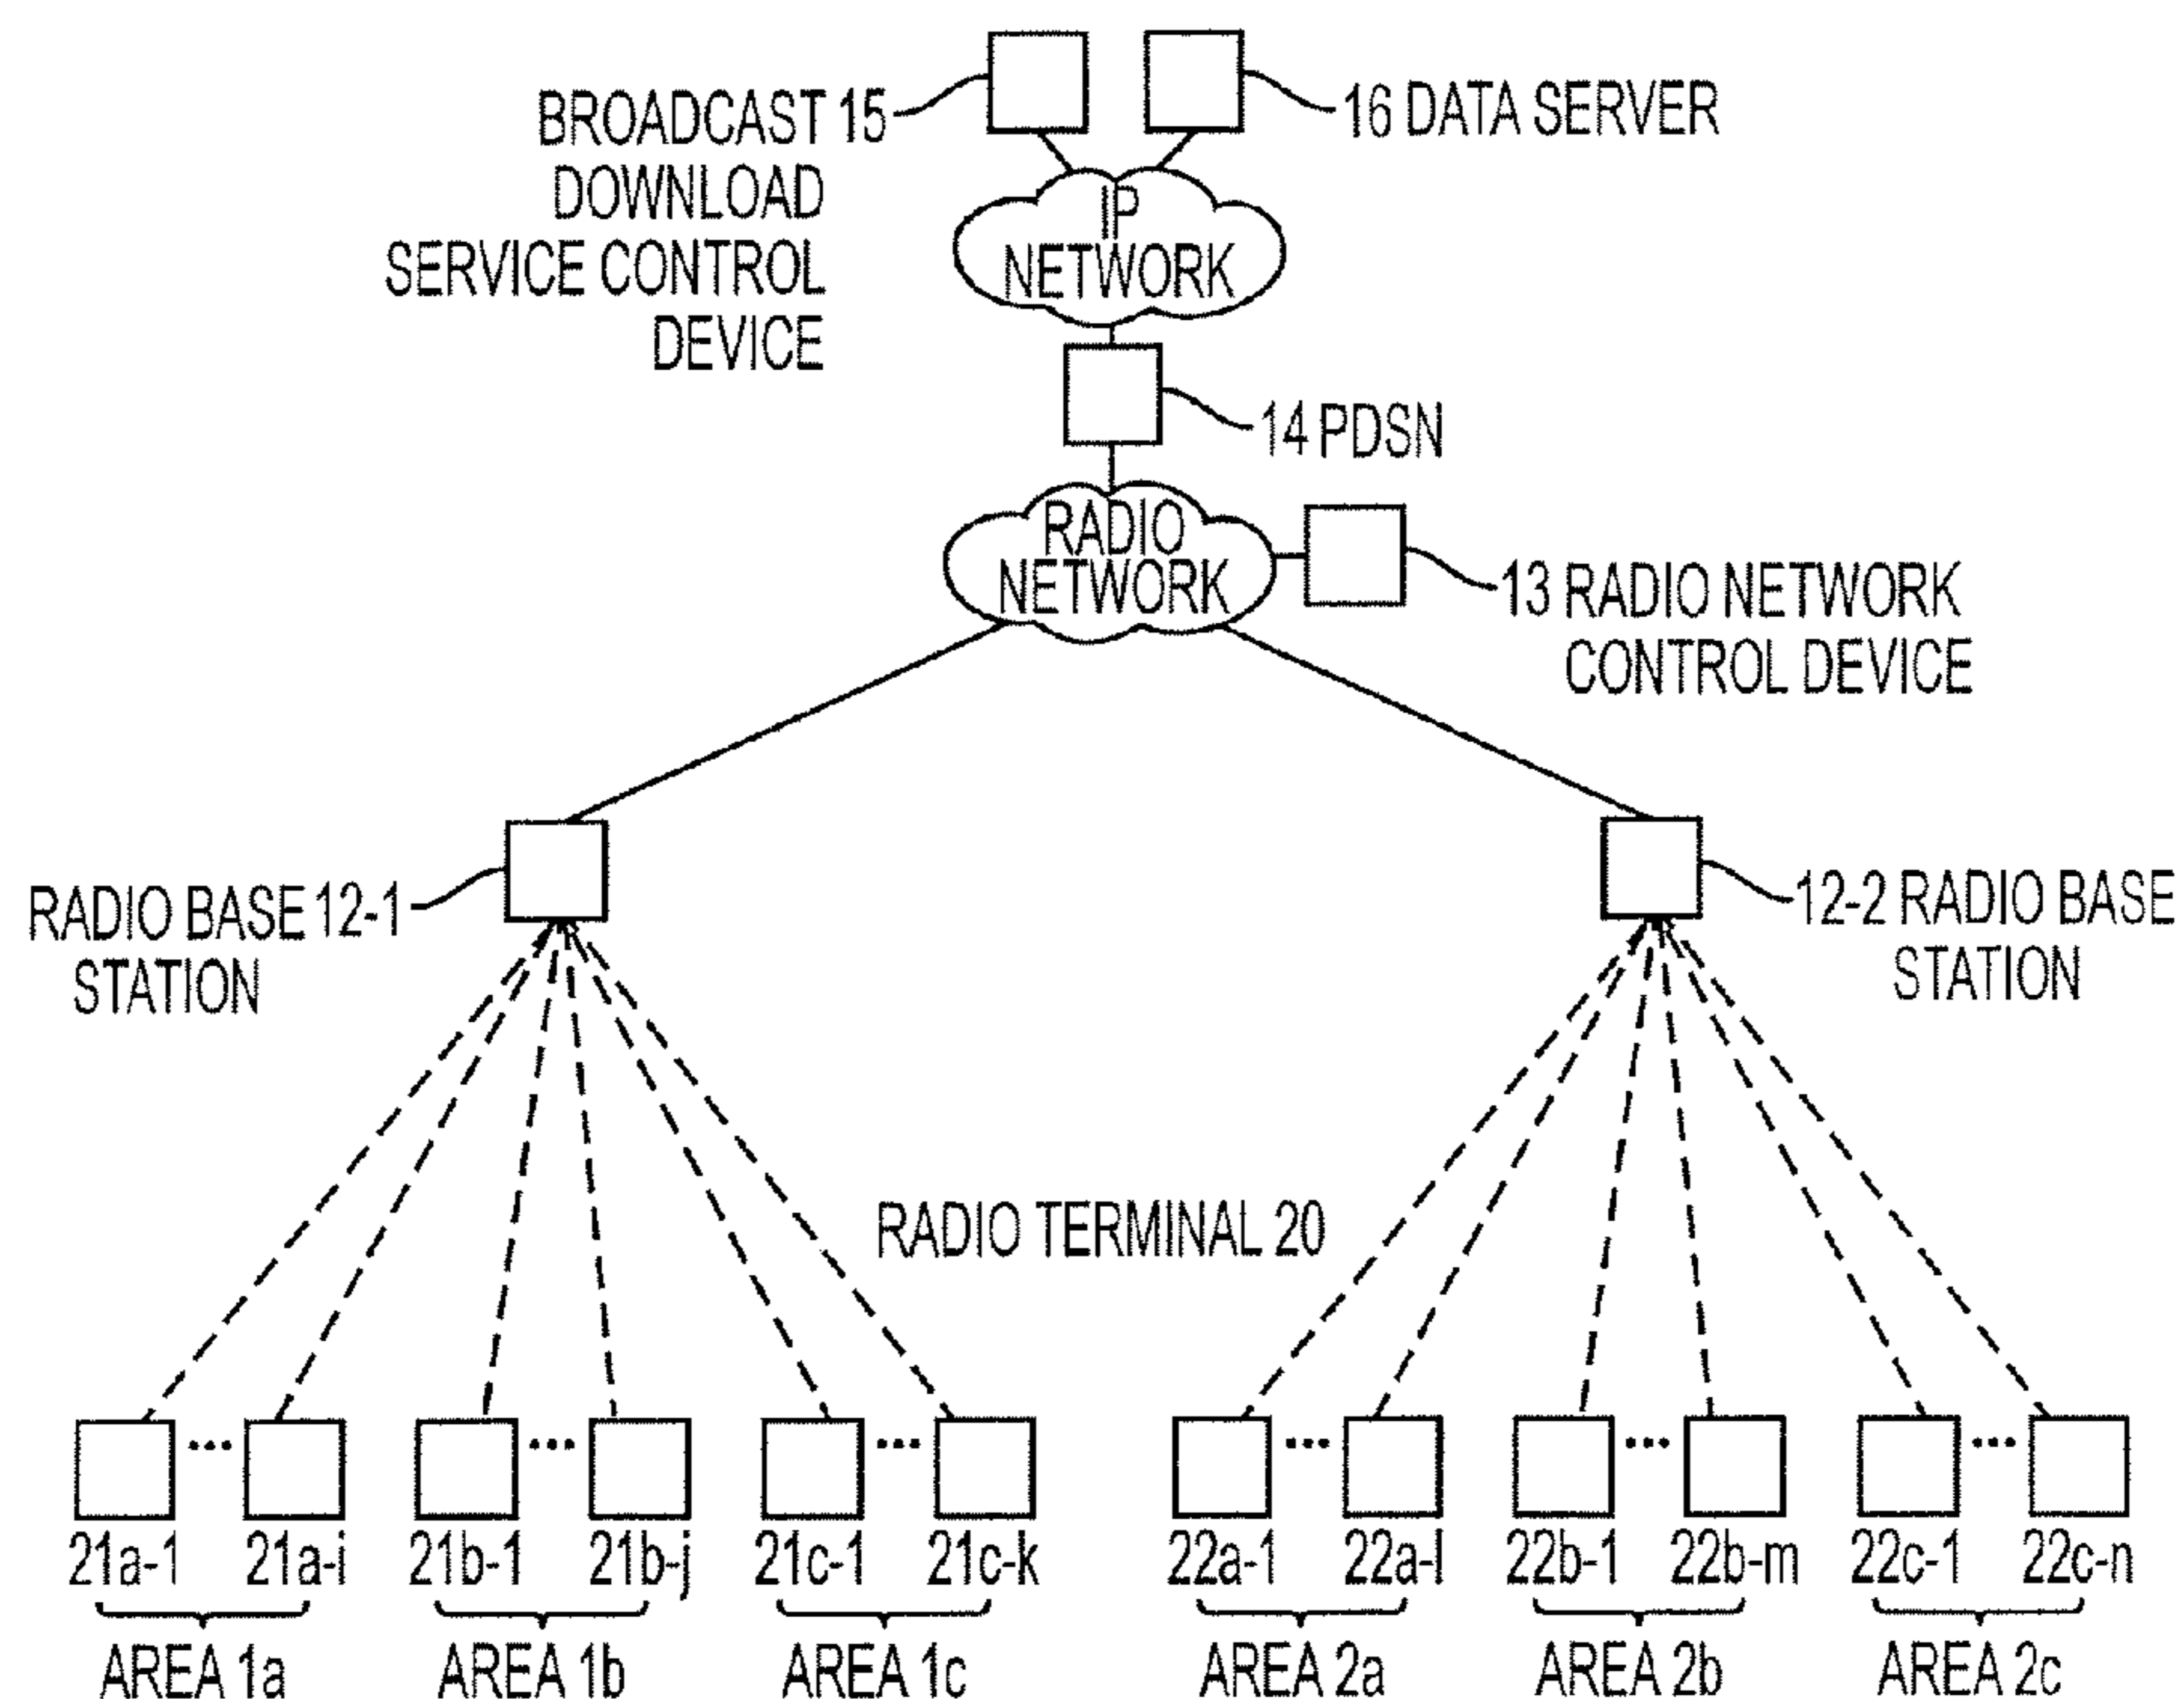 BROADCAST 15
DOWNLOAD
SERVICE CONTROL
DEVICE
16 DATA SERVER
IP
NETWORK
14 PDSN
RADIO
NETWORK
13 RADIO NETWORK
CONTROL DEVICE
RADIO BASE 12-1
STATION
12-2 RADIO BASE
STATION
RADIO TERMINAL 20
21a-1 21a-i 21b-1 21b-j 21c-1 21c-k 22a-1 22a-l 22b-1 22b-m 22c-1 22c-n
AREA 1a AREA 1b AREA 1c AREA 2a AREA 2b AREA 2c